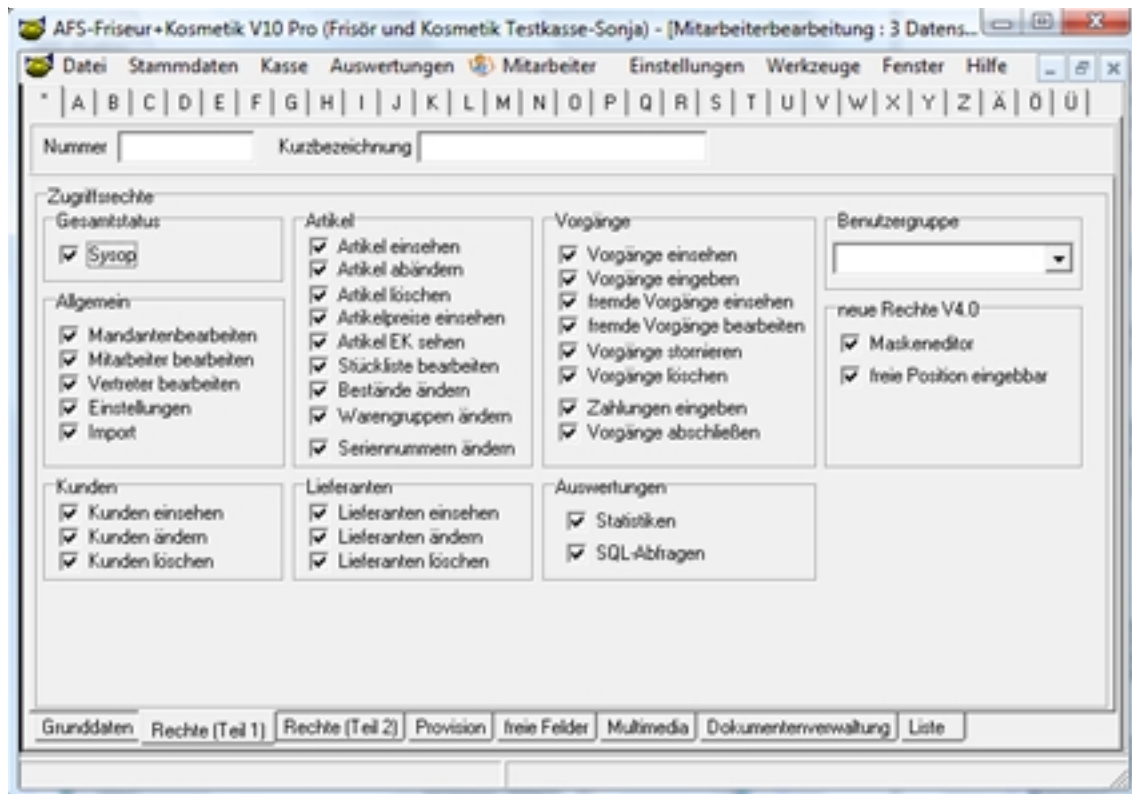 AFS-Friseur+Kosmetik V10 Pro (Frisör und Kosmetik Testkasse-Sonja) - [Mitarbeiterbearbeitung : 3 Datens...
Datei Stammdaten Kasse Auswertungen Mitarbeiter Einstellungen Werkzeuge Fenster Hilfe
* A B C D E F G H I J K L M N O P Q R S T U V W X Y Z Ä Ö Ü
Nummer Kurzbezeichnung
Zugriffsrechte
Gesamtstatus
Sysop
Allgemein
Mandantenbearbeiten
Mitarbeiter bearbeiten
Vertreter bearbeiten
Einstellungen
Import
Artikel
Artikel einsehen
Artikel abändern
Artikel löschen
Artikelpreise einsehen
Artikel EK sehen
Stückliste bearbeiten
Bestände ändern
Warengruppen ändern
Seriennummern ändern
Vorgänge
Vorgänge einsehen
Vorgänge eingeben
fremde Vorgänge einsehen
fremde Vorgänge bearbeiten
Vorgänge stornieren
Vorgänge löschen
Zahlungen eingeben
Vorgänge abschließen
Benutzergruppe
neue Rechte V4.0
Maskeneditor
freie Position eingebbar
Kunden
Kunden einsehen
Kunden ändern
Kunden löschen
Lieferanten
Lieferanten einsehen
Lieferanten ändern
Lieferanten löschen
Auswertungen
Statistiken
SQL-Abfragen
Grunddaten Rechte (Teil 1) Rechte (Teil 2) Provision freie Felder Multimedia Dokumentenverwaltung Liste